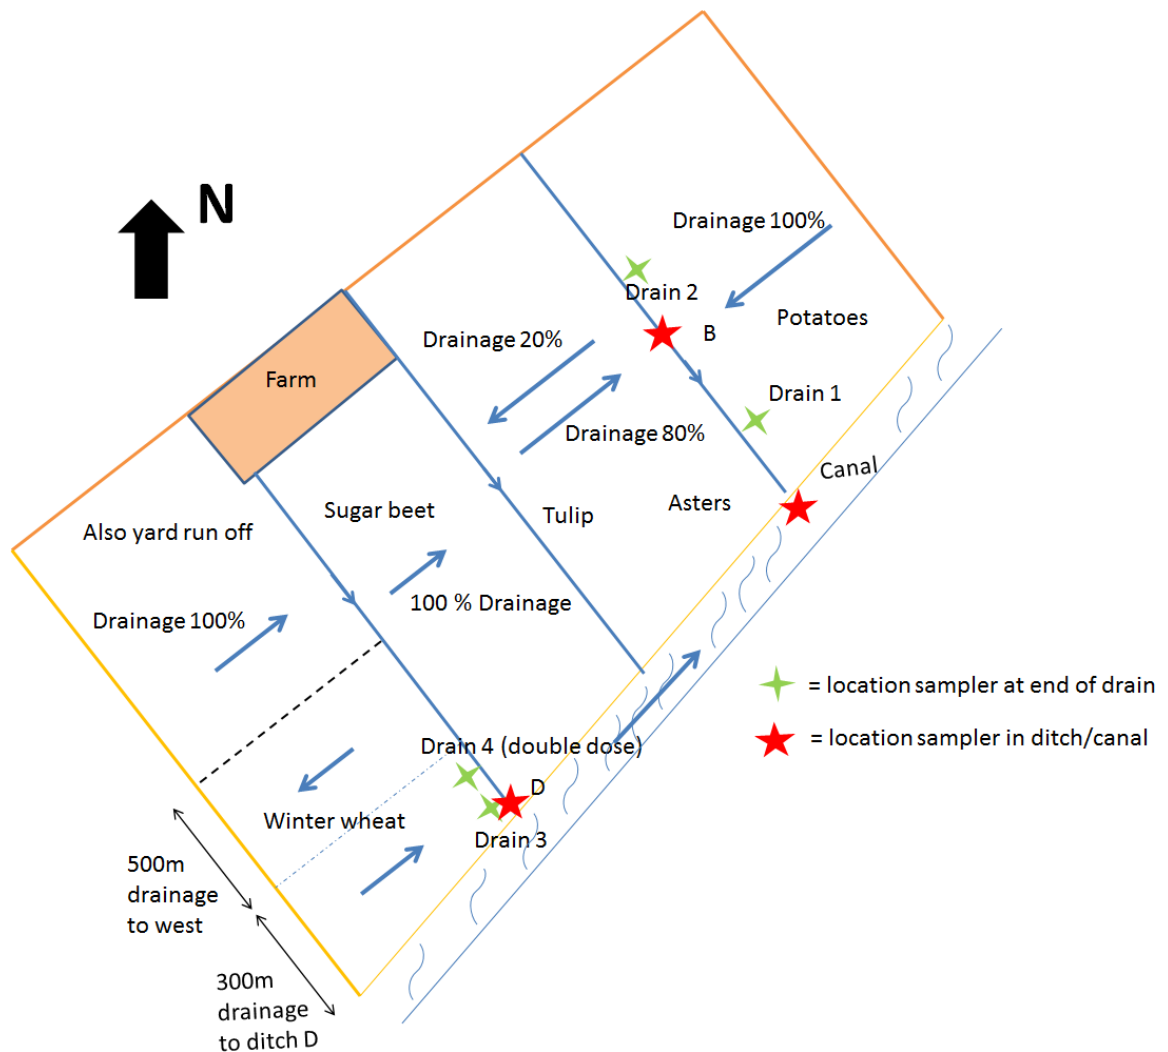 N
Drainage 100%
Drain 2
B
Potatoes
Drainage 20%
Farm
Drain 1
Drainage 80%
Canal
Sugar beet
Asters
Tulip
Also yard run off
100 % Drainage
Drainage 100%
= location sampler at end of drain
= location sampler in ditch/canal
Drain 4 (double dose)
D
Winter wheat
Drain 3
500m
drainage
to west
300m
drainage
to ditch D